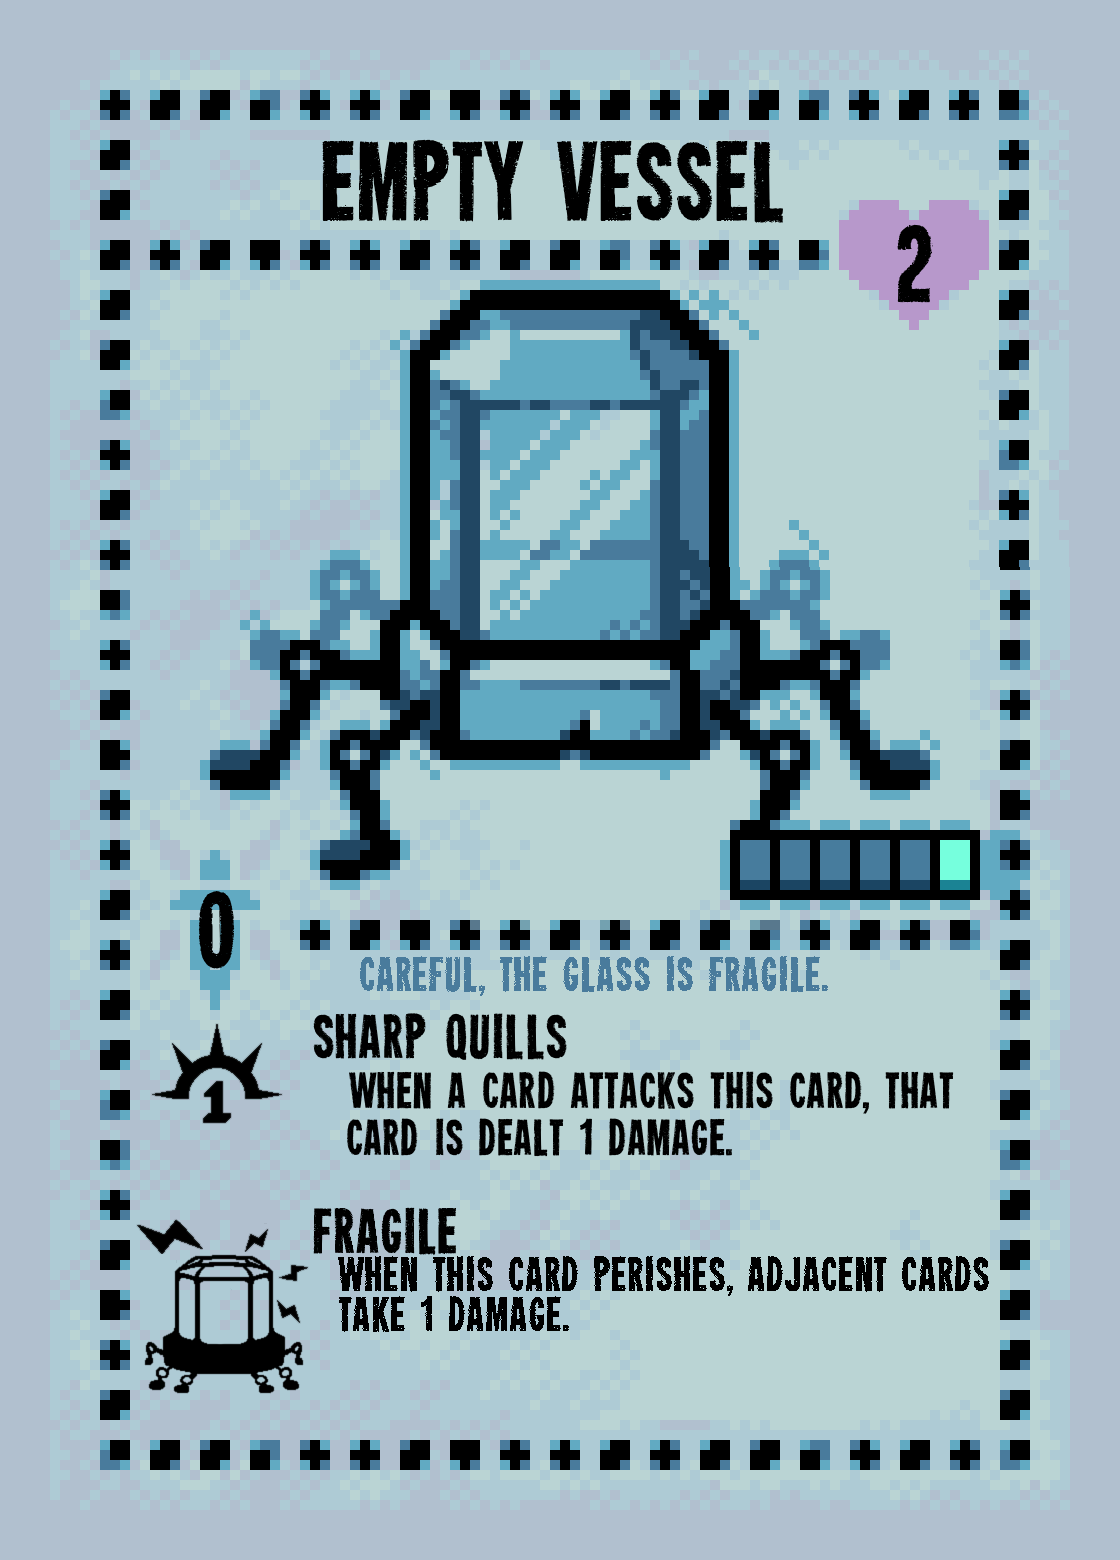 EMPTY VESSEL
2
0
CAREFUL, THE GLASS IS FRAGILE.
SHARP QUILLS
1
WHEN A CARD ATTACKS THIS CARD, THAT
CARD IS DEALT 1 DAMAGE.
FRAGILE
WHEN THIS CARD PERISHES, ADJACENT CARDS
TAKE 1 DAMAGE.